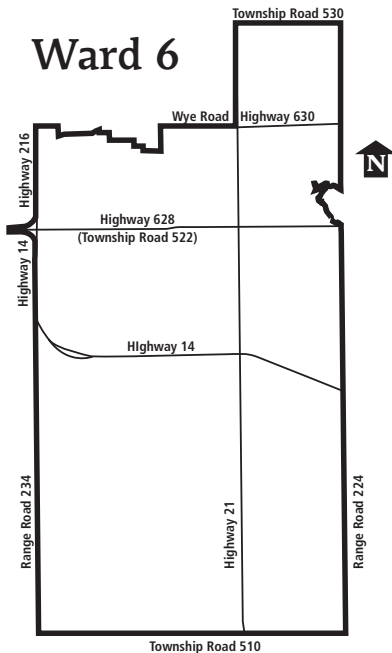 Township Road 530
Ward 6
Wye Road
Highway 630
Highway 216
N
Highway 628
(Township Road 522)
Highway 14
HIghway 14
Range Road 234
Highway 21
Range Road 224
Township Road 510